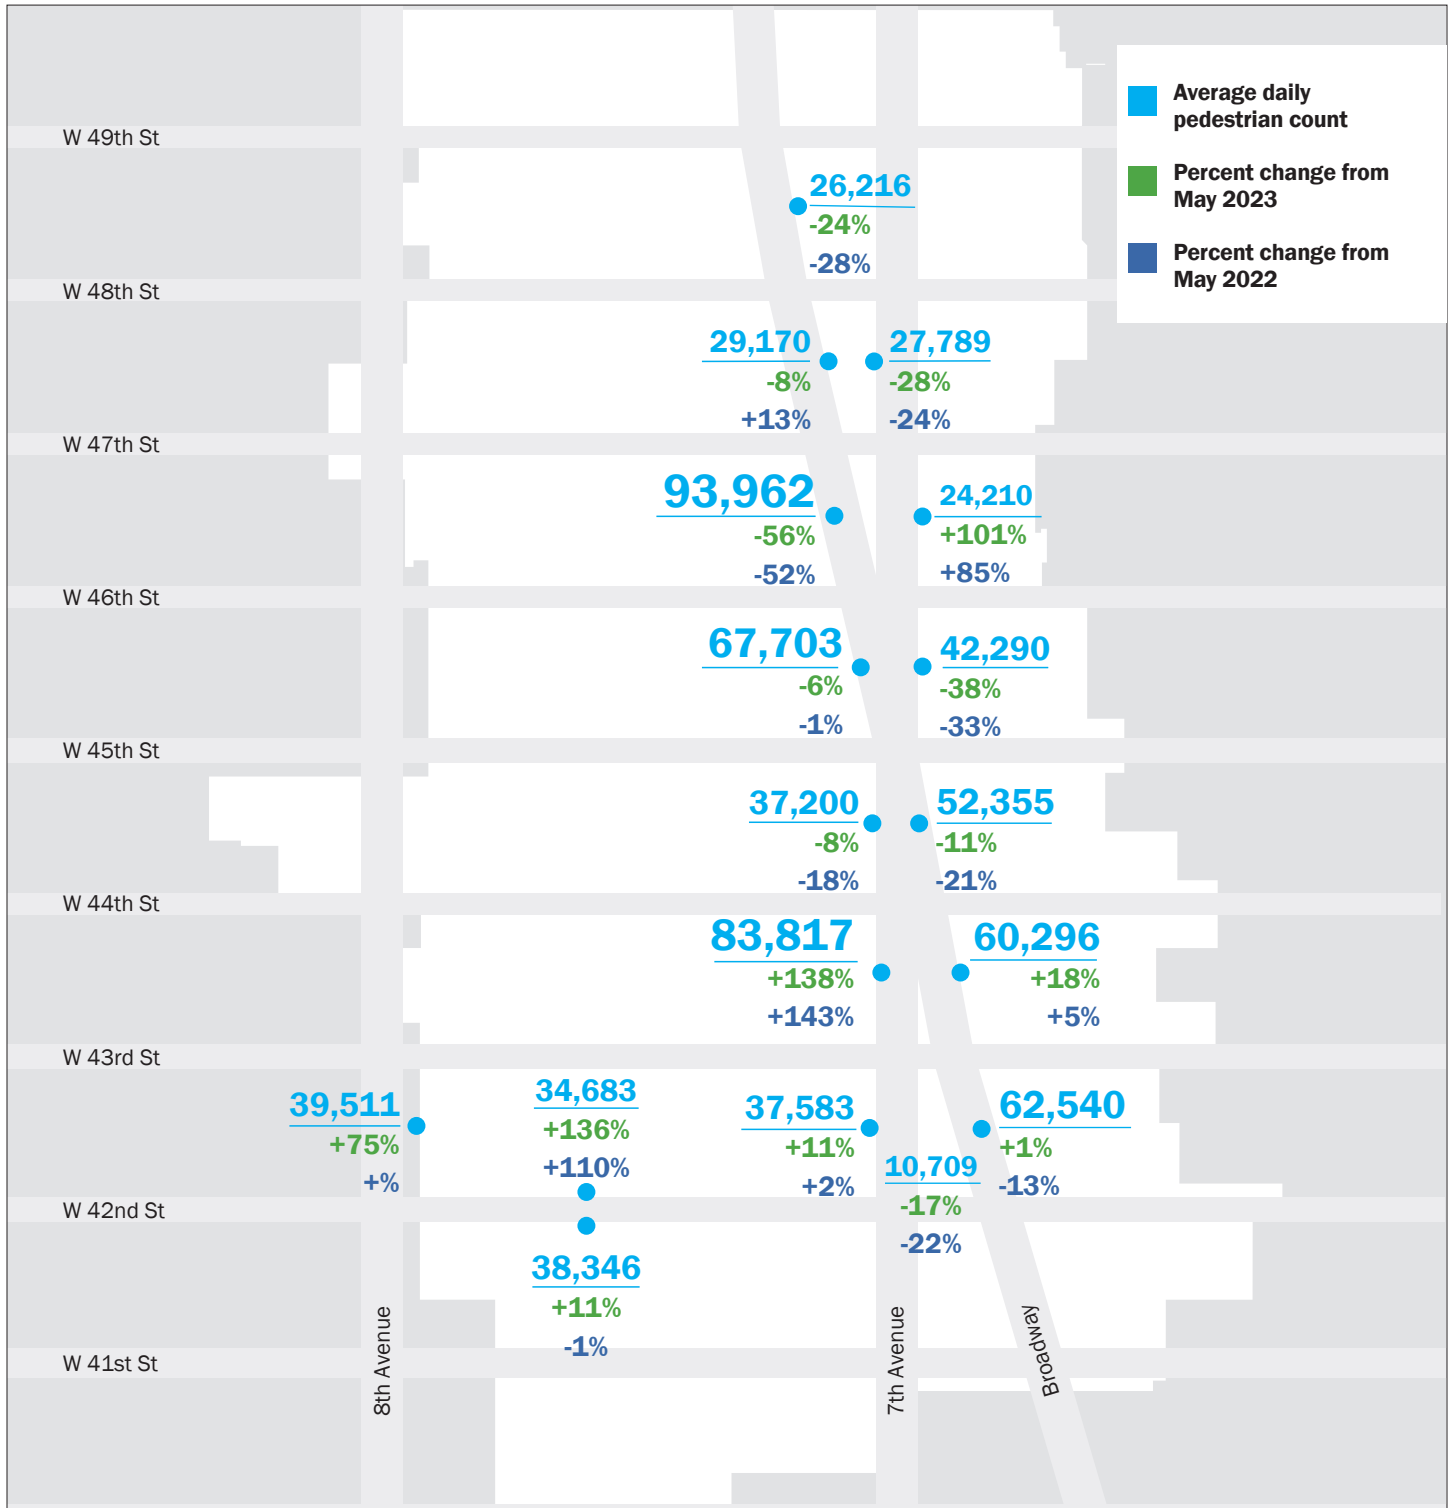 Average daily
pedestrian count
Percent change from
May 2023
Percent change from
May 2022
W 49th St
26,216
-24%
-28%
W 48th St
29,170
-8%
+13%
27,789
-28%
-24%
W 47th St
93,962
-56%
-52%
24,210
+101%
+85%
W 46th St
67,703
-6%
-1%
42,290
-38%
-33%
W 45th St
37,200
-8%
-18%
52,355
-11%
-21%
W 44th St
83,817
+138%
+143%
60,296
+18%
+5%
W 43rd St
39,511
+75%
+%
34,683
+136%
+110%
37,583
+11%
+2%
10,709
-17%
-22%
62,540
+1%
-13%
W 42nd St
38,346
+11%
-1%
W 41st St
8th Avenue
7th Avenue
Broadway